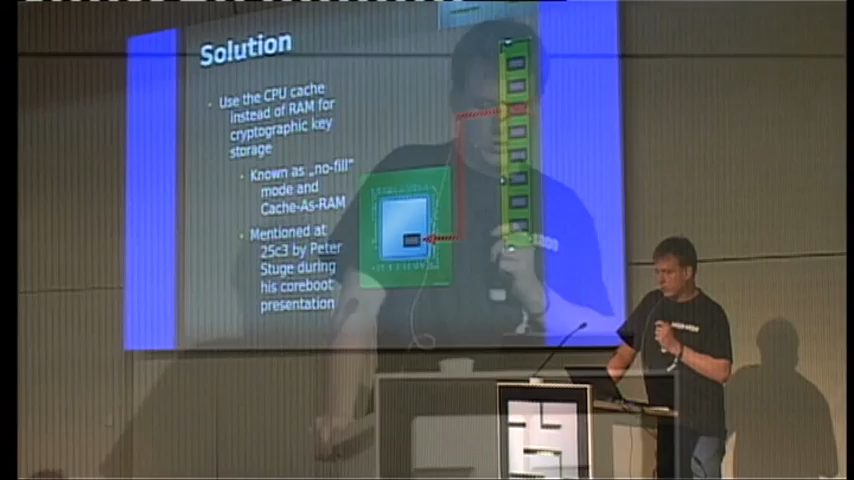 Solution
· Use the CPU cache
instead of RAM for
cryptographic key
storage
· Known as „no-fill"
mode and
Cache-As-RAM
· Mentioned at
25c3 by Peter
Stuge during
his coreboot
presentation